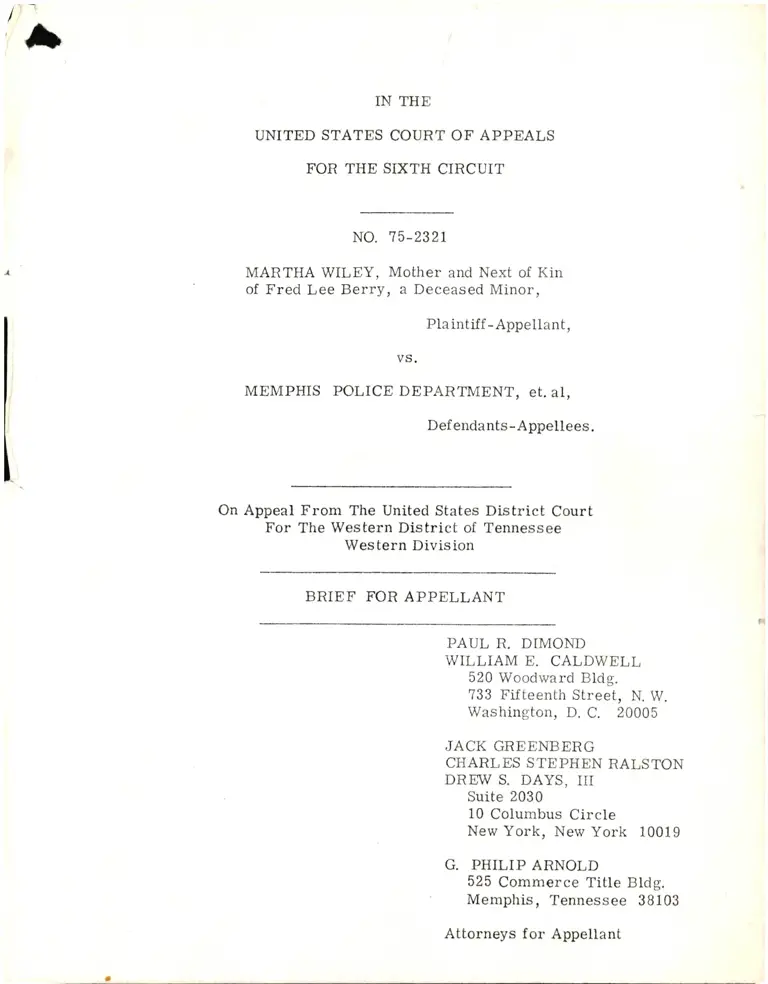 IN THE
UNITED STATES COURT OF APPEALS
FOR THE SIXTH CIRCUIT
NO. 75-2321
MARTHA WILEY, Mother and Next of Kin
of Fred Lee Berry, a Deceased Minor,
Plaintiff-Appellant,
vs.
MEMPHIS POLICE DEPARTMENT, et. al,
Defendants-Appellees.
On Appeal From The United States District Court
For The Western District of Tennessee
Western Division
BRIEF FOR APPELLANT
PAUL R. DIMOND
WILLIAM E. CALDWELL
520 Woodward Bldg.
733 Fifteenth Street, N. W.
Washington, D. C. 20005
JACK GREENBERG
CHARLES STEPHEN RALSTON
DREW S. DAYS, III
Suite 2030
10 Columbus Circle
New York, New York 10019
G. PHILIP ARNOLD
525 Commerce Title Bldg.
Memphis, Tennessee 38103
Attorneys for Appellant